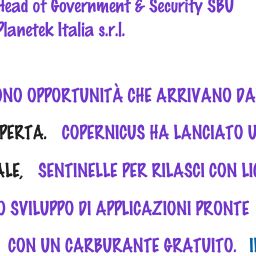 Head of Government & Security SBU
Planetek Italia s.r.l.
ONO OPPORTUNITÀ CHE ARRIVANO DA
PERTA. COPERNICUS HA LANCIATO U
ALE, SENTINELLE PER RILASCI CON LIC
O SVILUPPO DI APPLICAZIONI PRONTE
CON UN CARBURANTE GRATUITO.